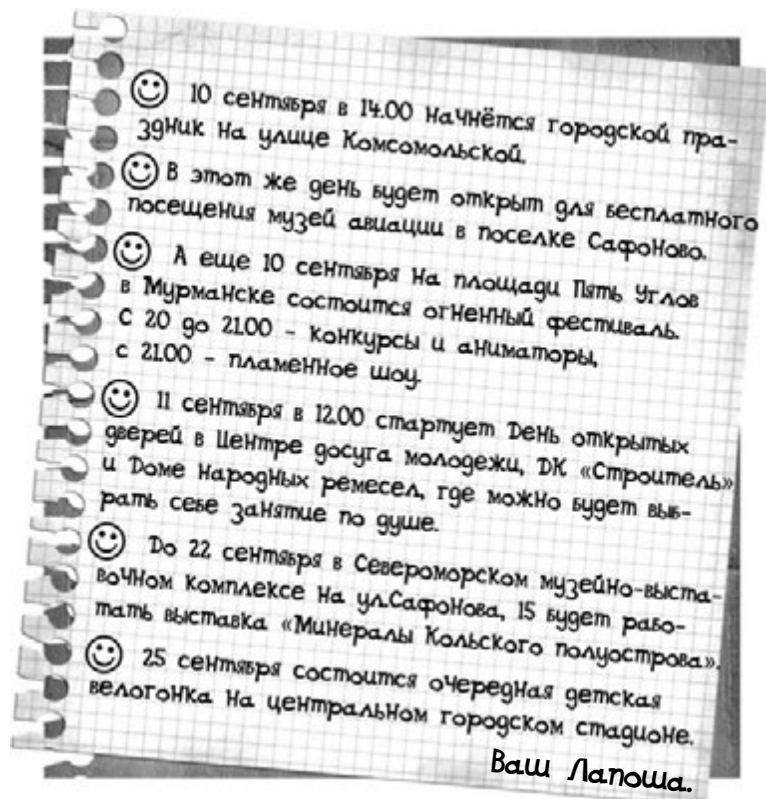 10 сентября в 14.00 начнётся городской пра-
здник на улице Комсомольской.
В этот же день будет открыт для бесплатного
посещения музей авиации в поселке Сафоново.
А еще 10 сентября на площади Пять Углов
в Мурманске состоится огненный фестиваль.
С 20 до 21.00 - конкурсы и аниматоры,
с 21.00 - пламенное шоу.
11 сентября в 12.00 стартует День открытых
дверей в Центре досуга молодежи, ДК «Строитель»
и Доме народных ремесел, где можно будет выб-
рать себе занятие по душе.
До 22 сентября в Североморском музейно-выста-
вочном комплексе на ул.Сафонова, 15 будет рабо-
тать выставка «Минералы Кольского полуострова».
25 сентября состоится очередная детская
велогонка на центральном городском стадионе.
Ваш Лапоша.